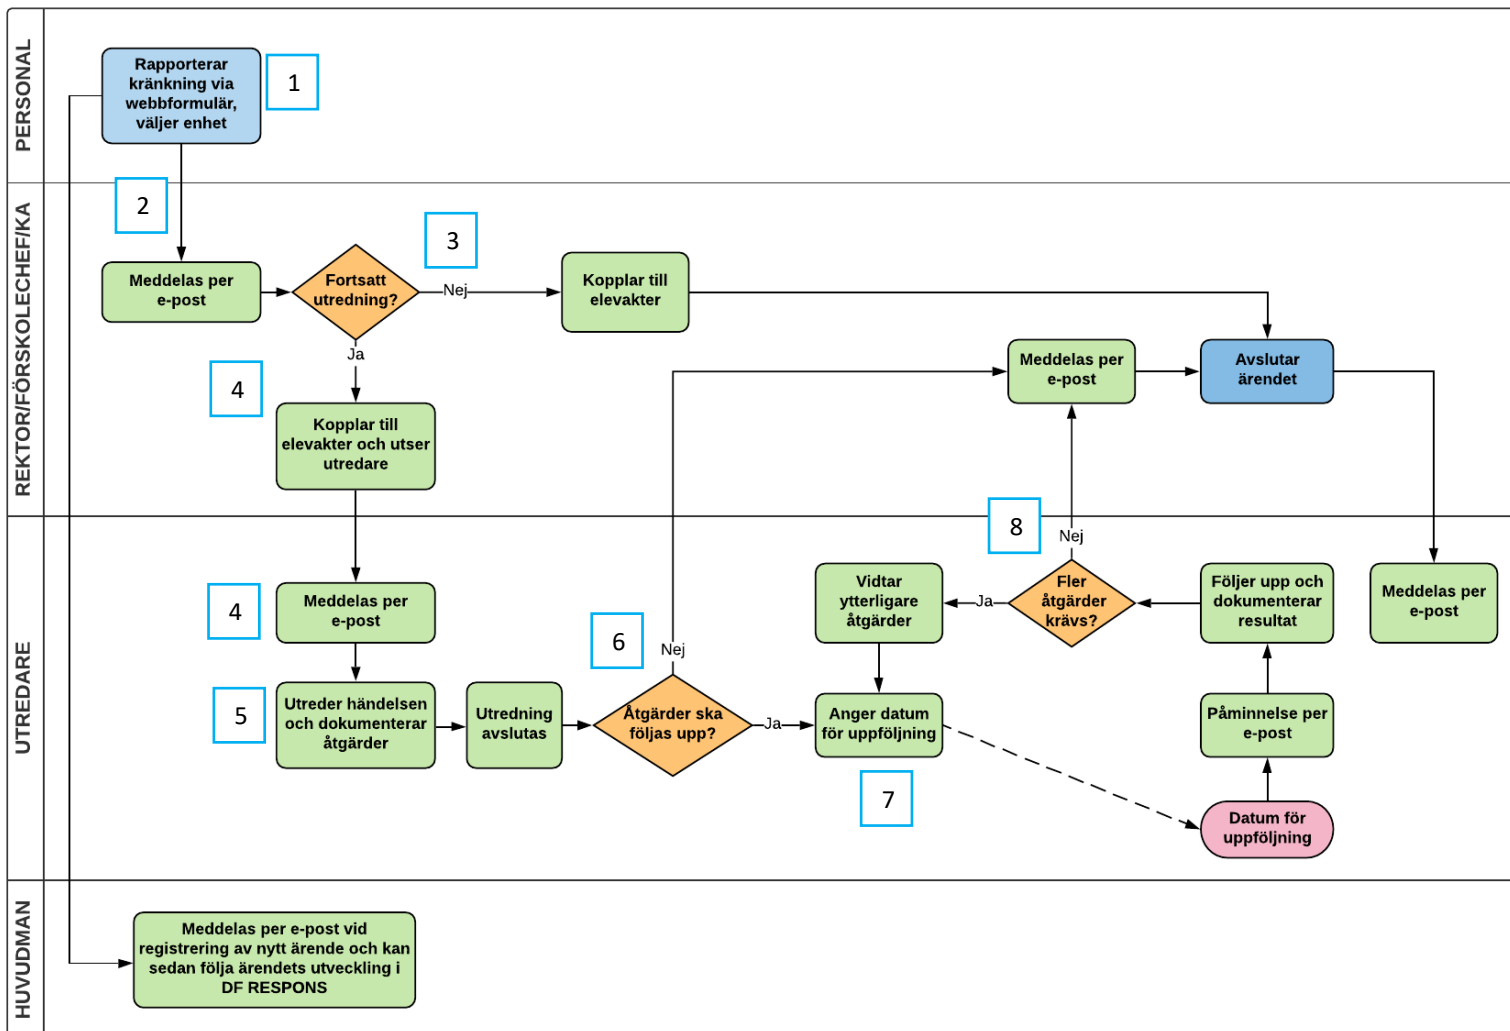 PERSONAL
Rapporterar
kränkning via
webbformulär,
väljer enhet
1
REKTOR/FÖRSKOLECHEF/KA
2
Meddelas per
e-post
Fortsatt
utredning?
3
Nej
Kopplar till
elevakter
Ja
4
Kopplar till
elevakter och utser
utredare
Meddelas per
e-post
Avslutar
ärendet
UTREDARE
4
Meddelas per
e-post
5
Utreder händelsen
och dokumenterar
åtgärder
Utredning
avslutas
6
Nej
Åtgärder ska
följas upp?
Ja
Anger datum
för uppföljning
7
Vidtar
ytterligare
åtgärder
Ja
8
Nej
Fler
åtgärder
krävs?
Följer upp och
dokumenterar
resultat
Påminnelse per
e-post
Datum för
uppföljning
Meddelas per
e-post
HUVUDMAN
Meddelas per e-post vid
registrering av nytt ärende och kan
sedan följa ärendets utveckling i
DF RESPONS